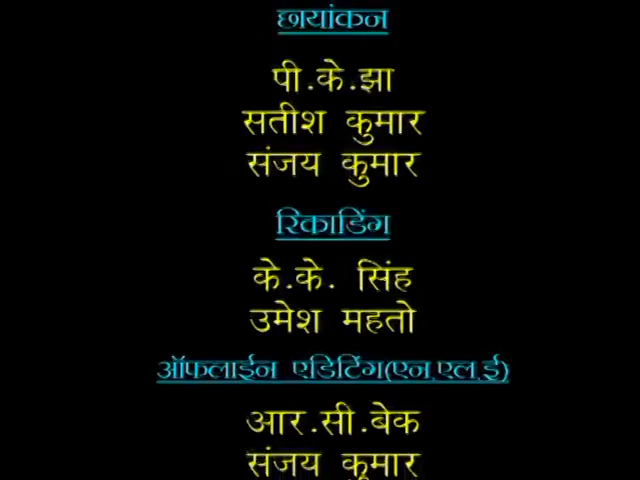 छायांकन
पी.के.झा
सतीश कुमार
संजय कुमार
रिकाडिंग
के.के. सिंह
उमेश महतो
ऑफलाईन एडिटिंग(एन.एल.ई)
आर.सी.बेक
संजय कुमार